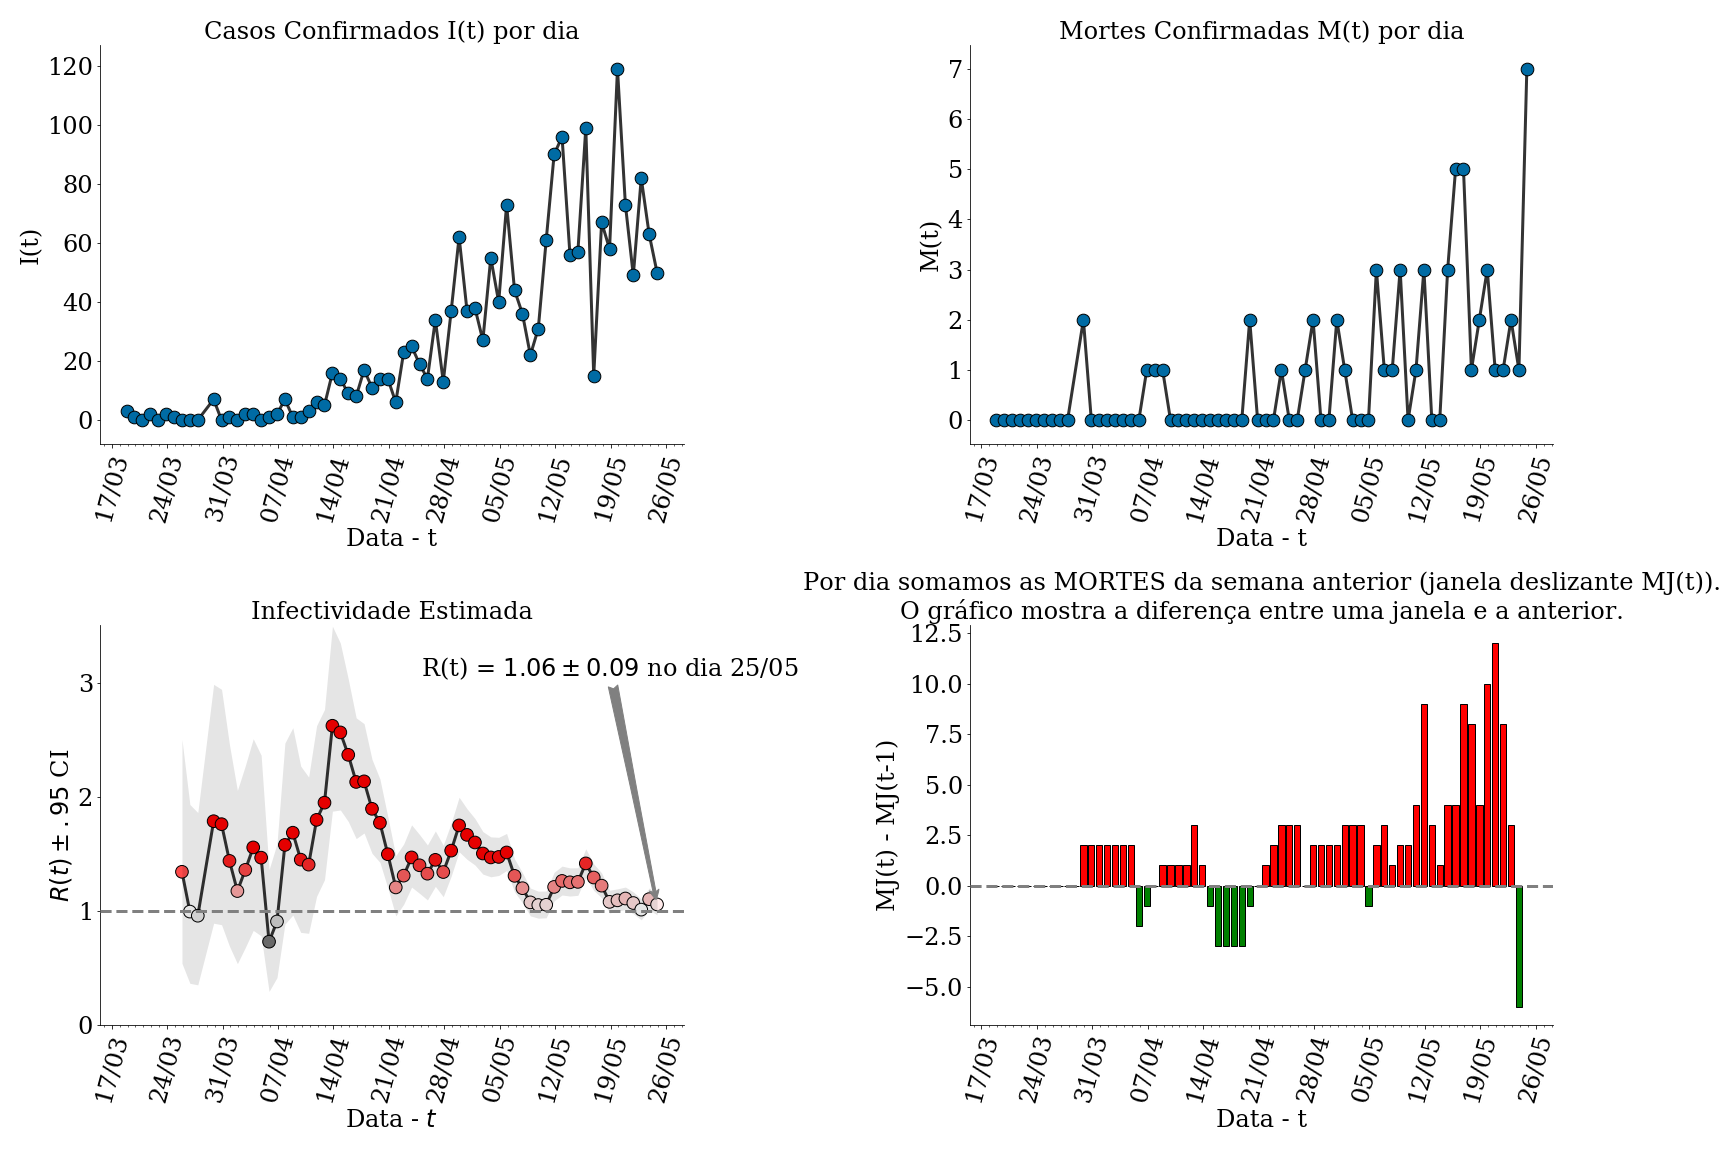 Casos Confirmados I(t) por dia
120
100
80
60
40
20
0
I(t)
17/03 24/03 31/03 07/04 14/04 21/04 28/04 05/05 12/05 19/05 26/05
Data - t
Mortes Confirmadas M(t) por dia
7
6
5
4
3
2
1
0
M(t)
17/03 24/03 31/03 07/04 14/04 21/04 28/04 05/05 12/05 19/05 26/05
Data - t
Infectividade Estimada
R(t) = 1.06 ± 0.09 no dia 25/05
3
2
1
0
R(t) ± .95 CI
17/03 24/03 31/03 07/04 14/04 21/04 28/04 05/05 12/05 19/05 26/05
Data - t
Por dia somamos as MORTES da semana anterior (janela deslizante MJ(t)).
O gráfico mostra a diferença entre uma janela e a anterior.
12.5
10.0
7.5
5.0
2.5
0.0
−2.5
−5.0
MJ(t) - MJ(t-1)
17/03 24/03 31/03 07/04 14/04 21/04 28/04 05/05 12/05 19/05 26/05
Data - t